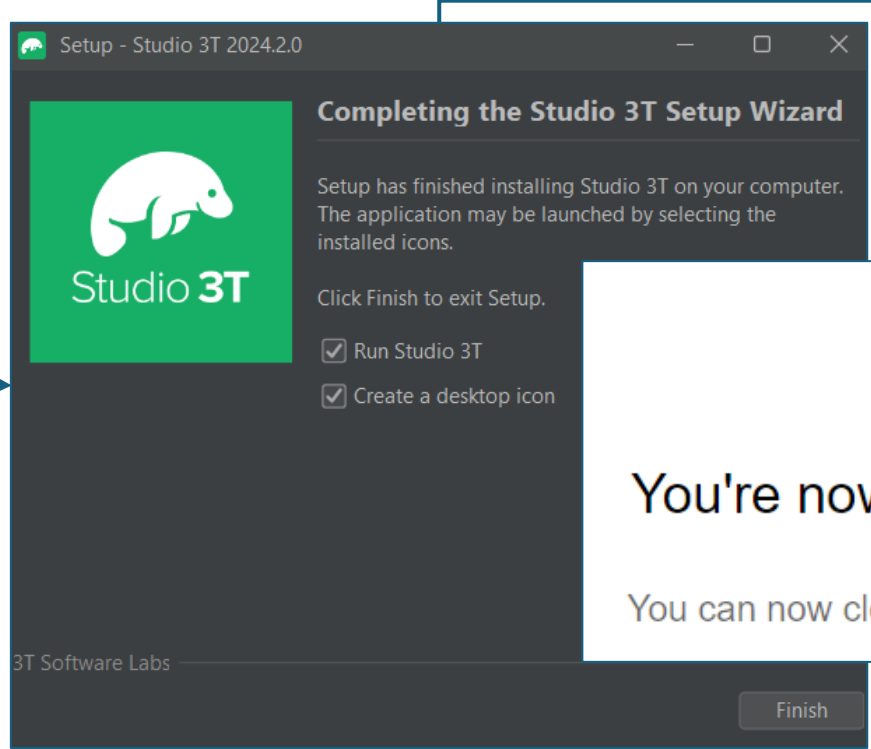 Setup - Studio 3T 2024.2.0
Studio 3T
Completing the Studio 3T Setup Wizard
Setup has finished installing Studio 3T on your computer.
The application may be launched by selecting the
installed icons.
Click Finish to exit Setup.
Run Studio 3T
Create a desktop icon
You're now
You can now
3T Software Labs
Finish